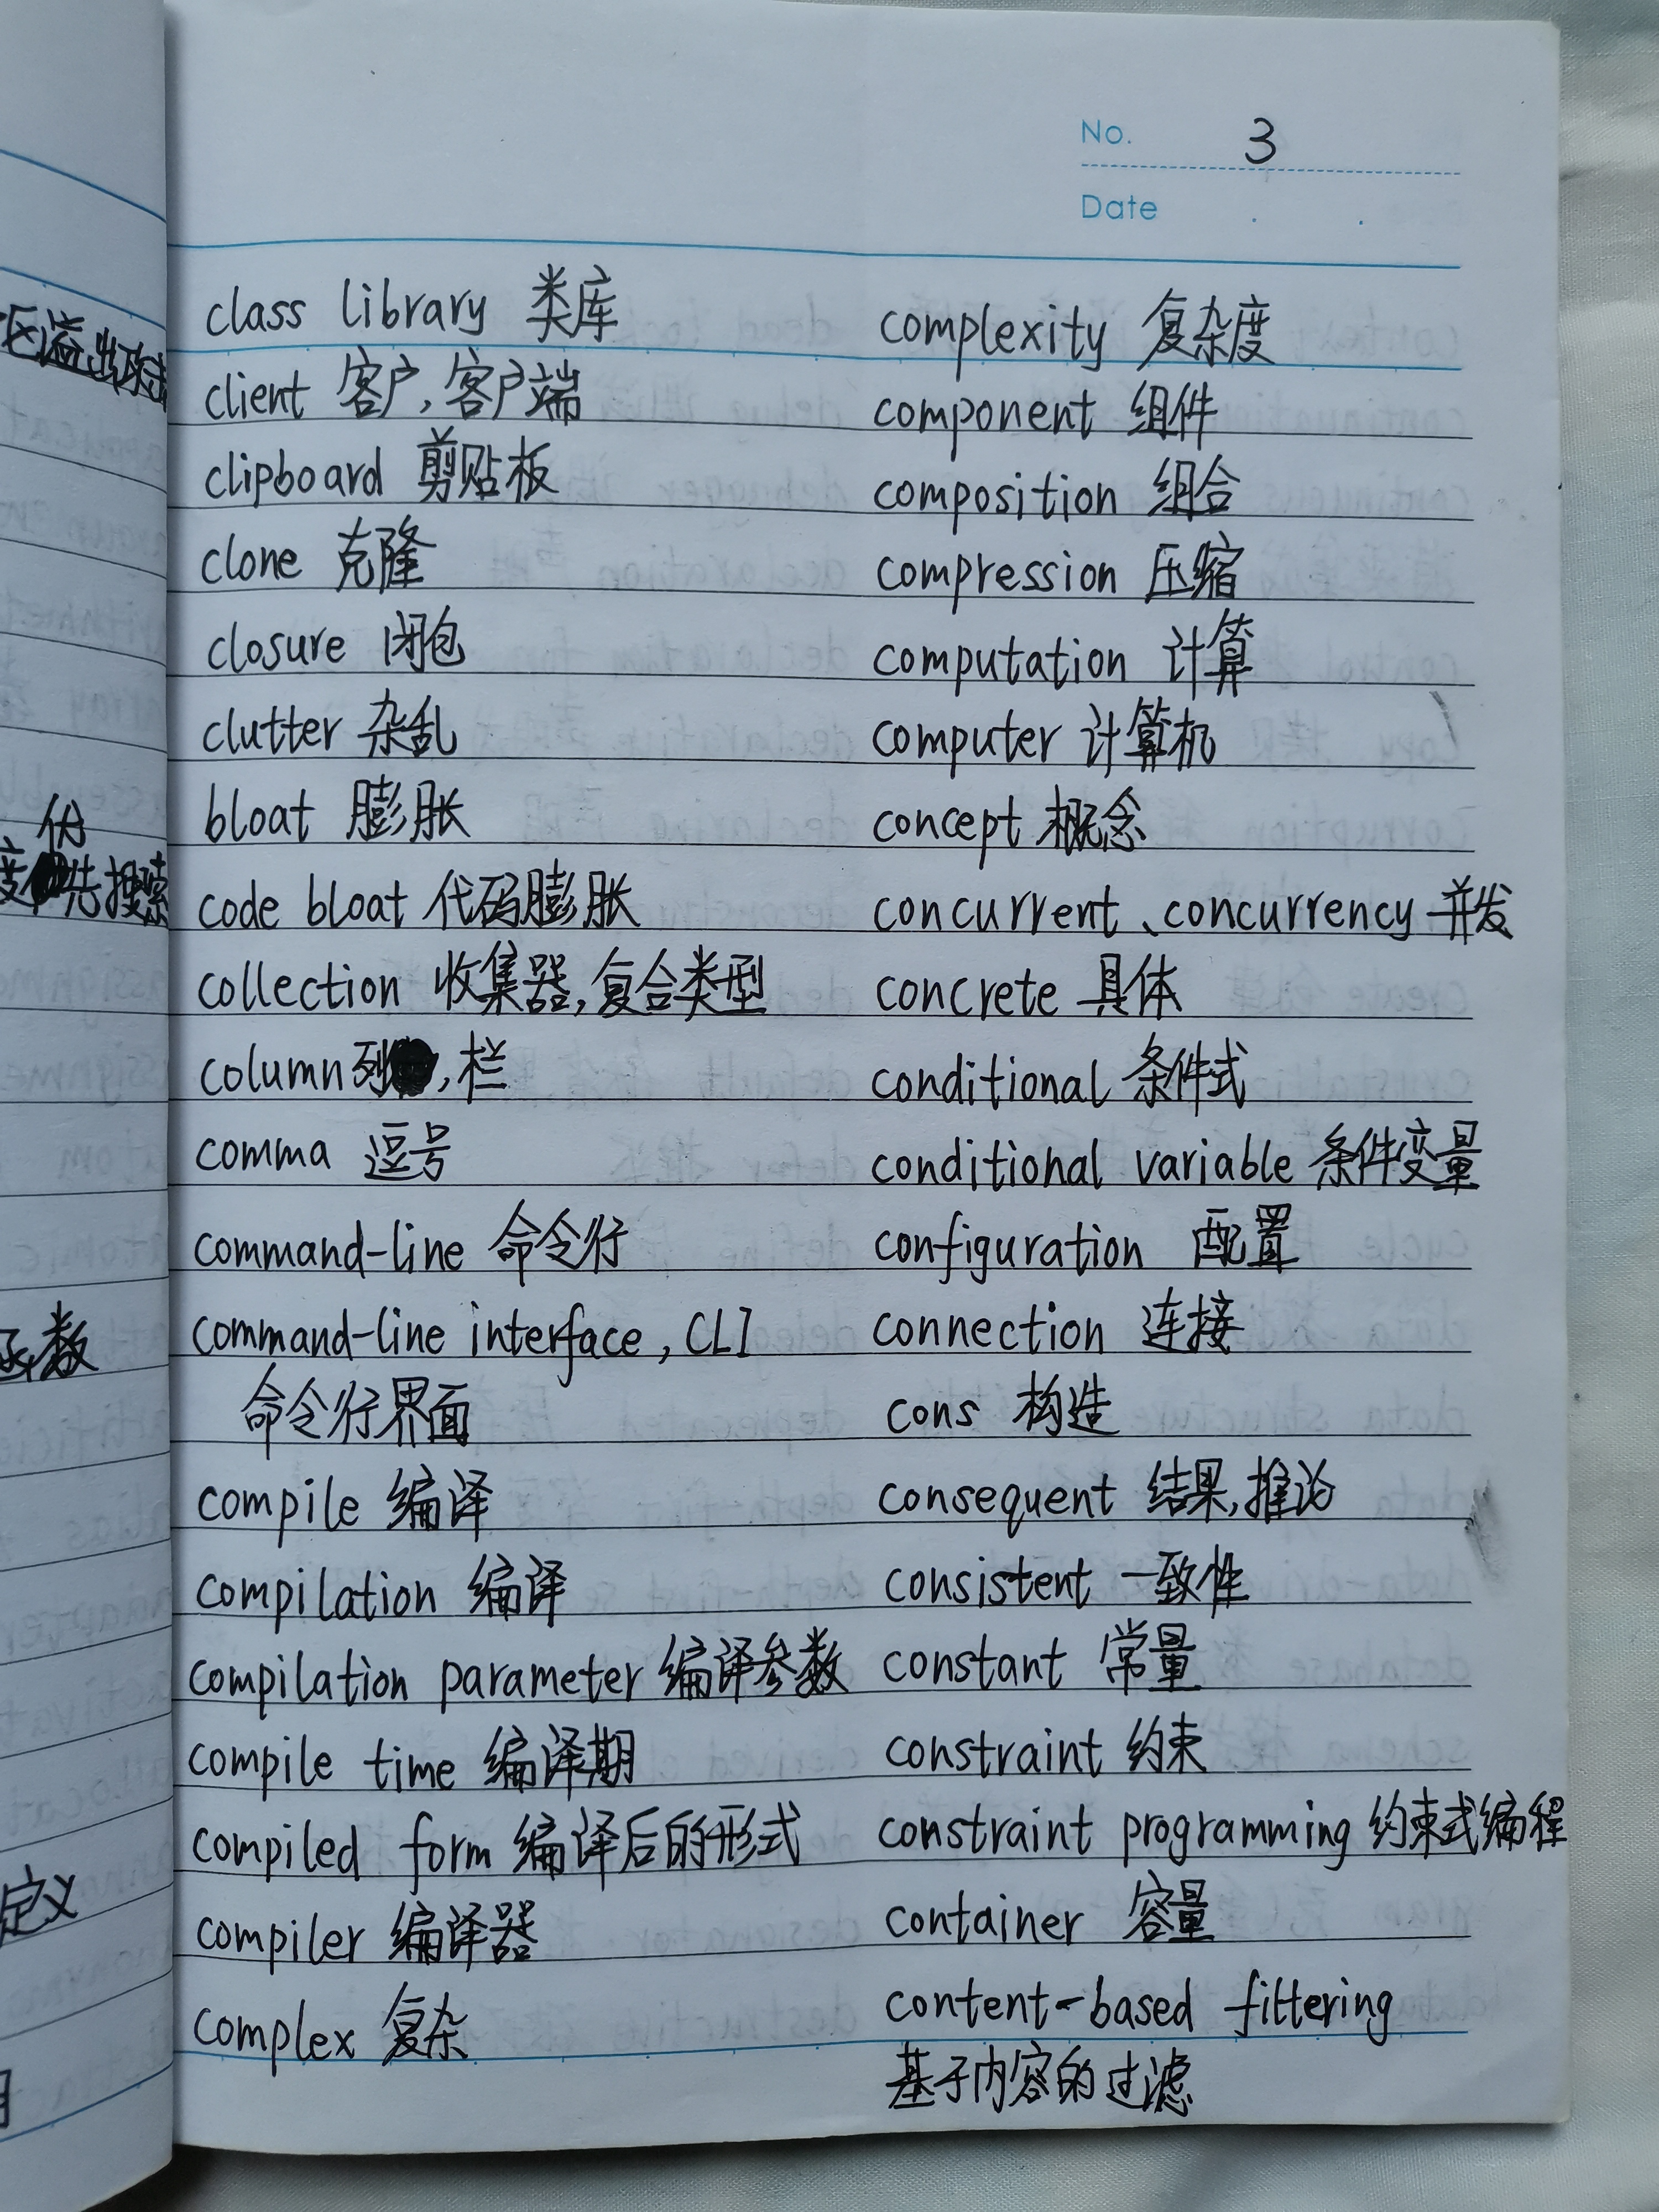 No. 3
Date
class library 类库
client 客户,客户端
clipboard 剪贴板
clone 克隆
closure 闭包
clutter 杂乱
bloat 膨胀
code bloat 代码膨胀
collection 收集器,复合类型
column 列,栏
comma 逗号
command-line 命令行
command-line interface, CLI
命令行界面
compile 编译
compilation 编译
compilation parameter 编译参数
compile time 编译期
compiled form 编译后的形式
compiler 编译器
complex 复杂
complexity 复杂度
component 组件
composition 组合
compression 压缩
computation 计算
computer 计算机
concept 概念
concurrent、concurrency 并发
concrete 具体
conditional 条件式
conditional variable 条件变量
configuration 配置
connection 连接
cons 构造
consequent 结果,推论
consistent 一致性
constant 常量
constraint 约束
constraint programming 约束式编程
container 容量
content-based filtering
基于内容的过滤
区溢出攻击
优
度先搜索
函数
定义